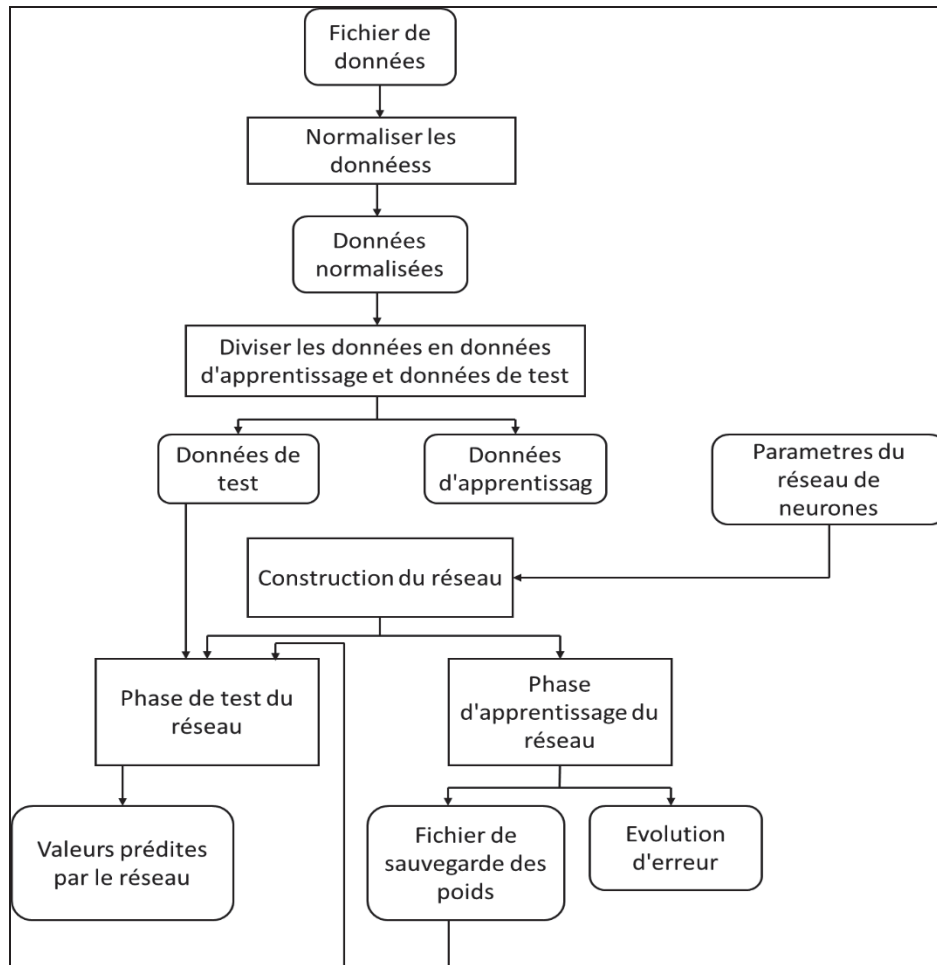 Fichier de
données
Normaliser les
donnéess
Données
normalisées
Diviser les données en données
d'apprentissage et données de test
Données de
test
Données
d'apprentissag
Parametres du
réseau de
neurones
Construction du réseau
Phase de test du
réseau
Phase
d'apprentissage du
réseau
Valeurs prédites
par le réseau
Fichier de
sauvegarde des
poids
Evolution
d'erreur